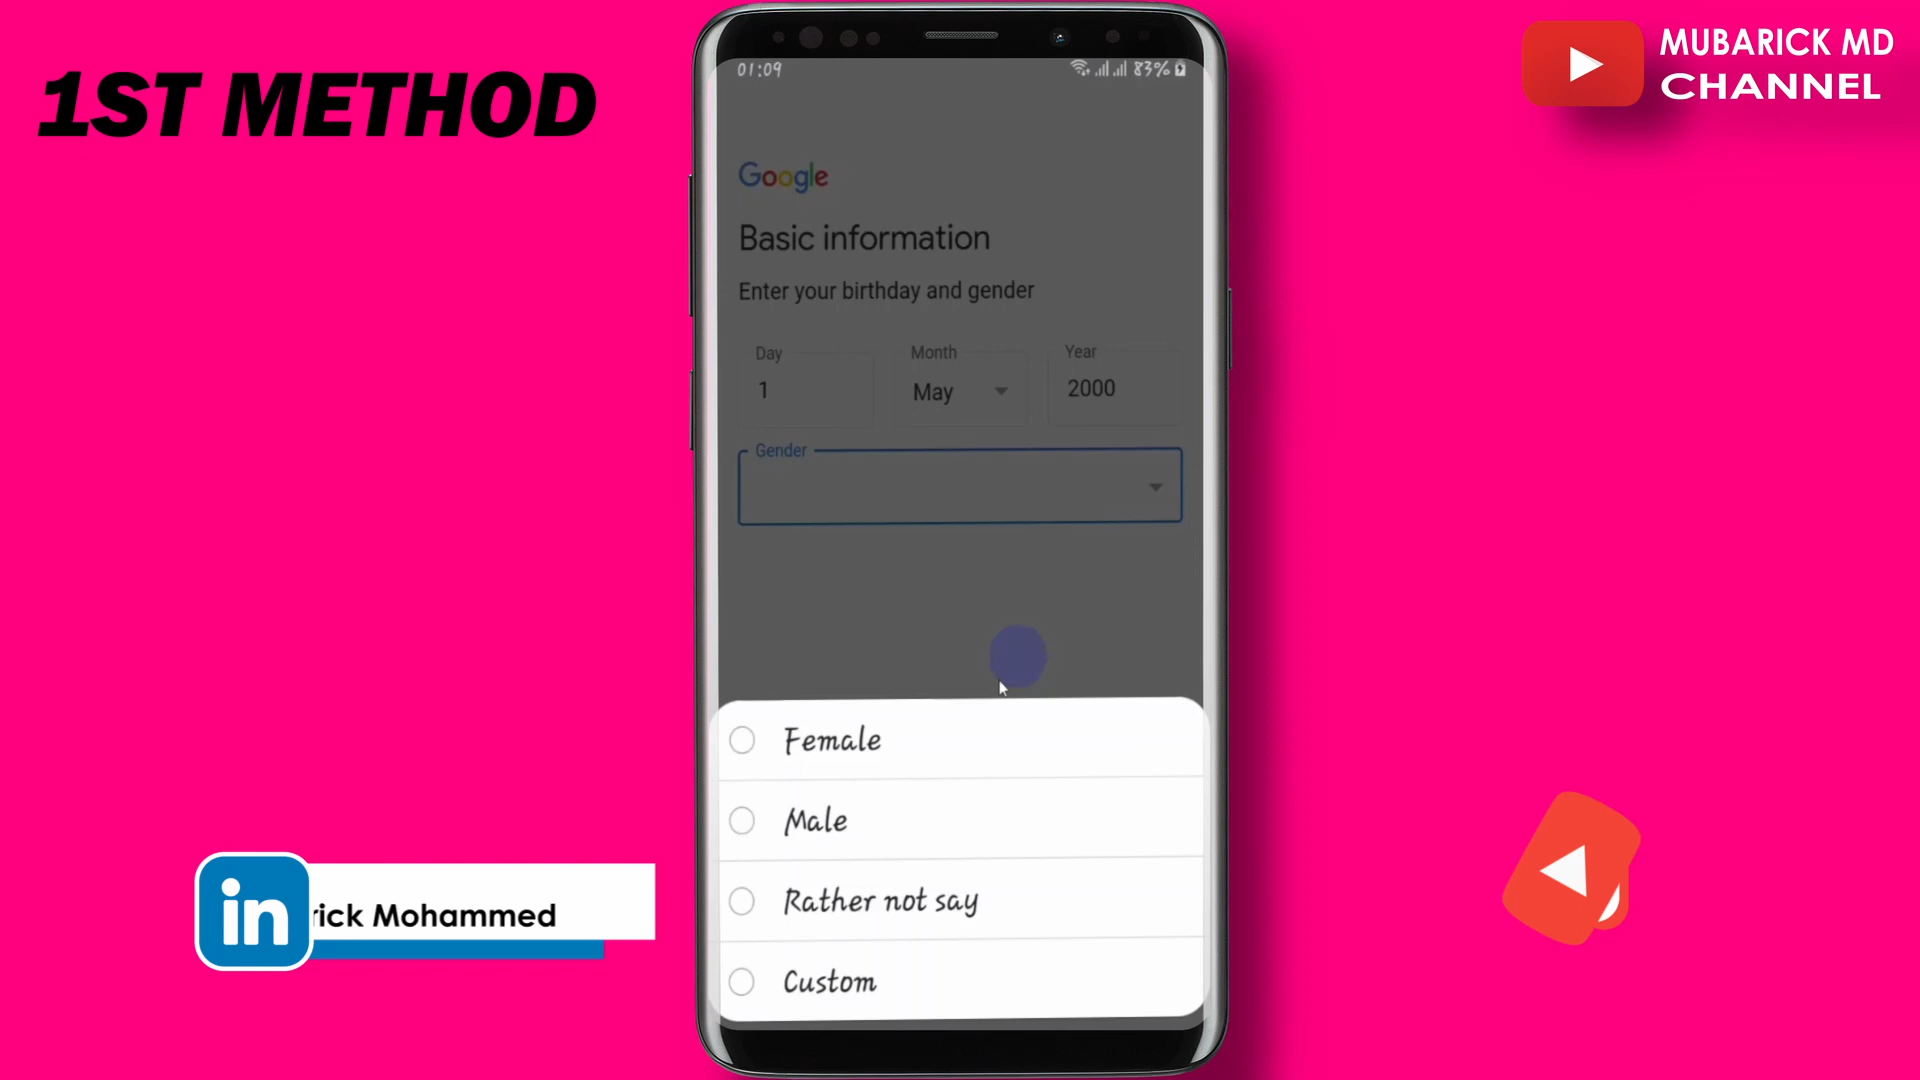 1ST METHOD
MUBARICK MD
CHANNEL
01:09
83%
Google
Basic information
Enter your birthday and gender
Day
Month
Year
1
May
2000
Gender
Female
Male
Rather not say
Custom
in
rick Mohammed